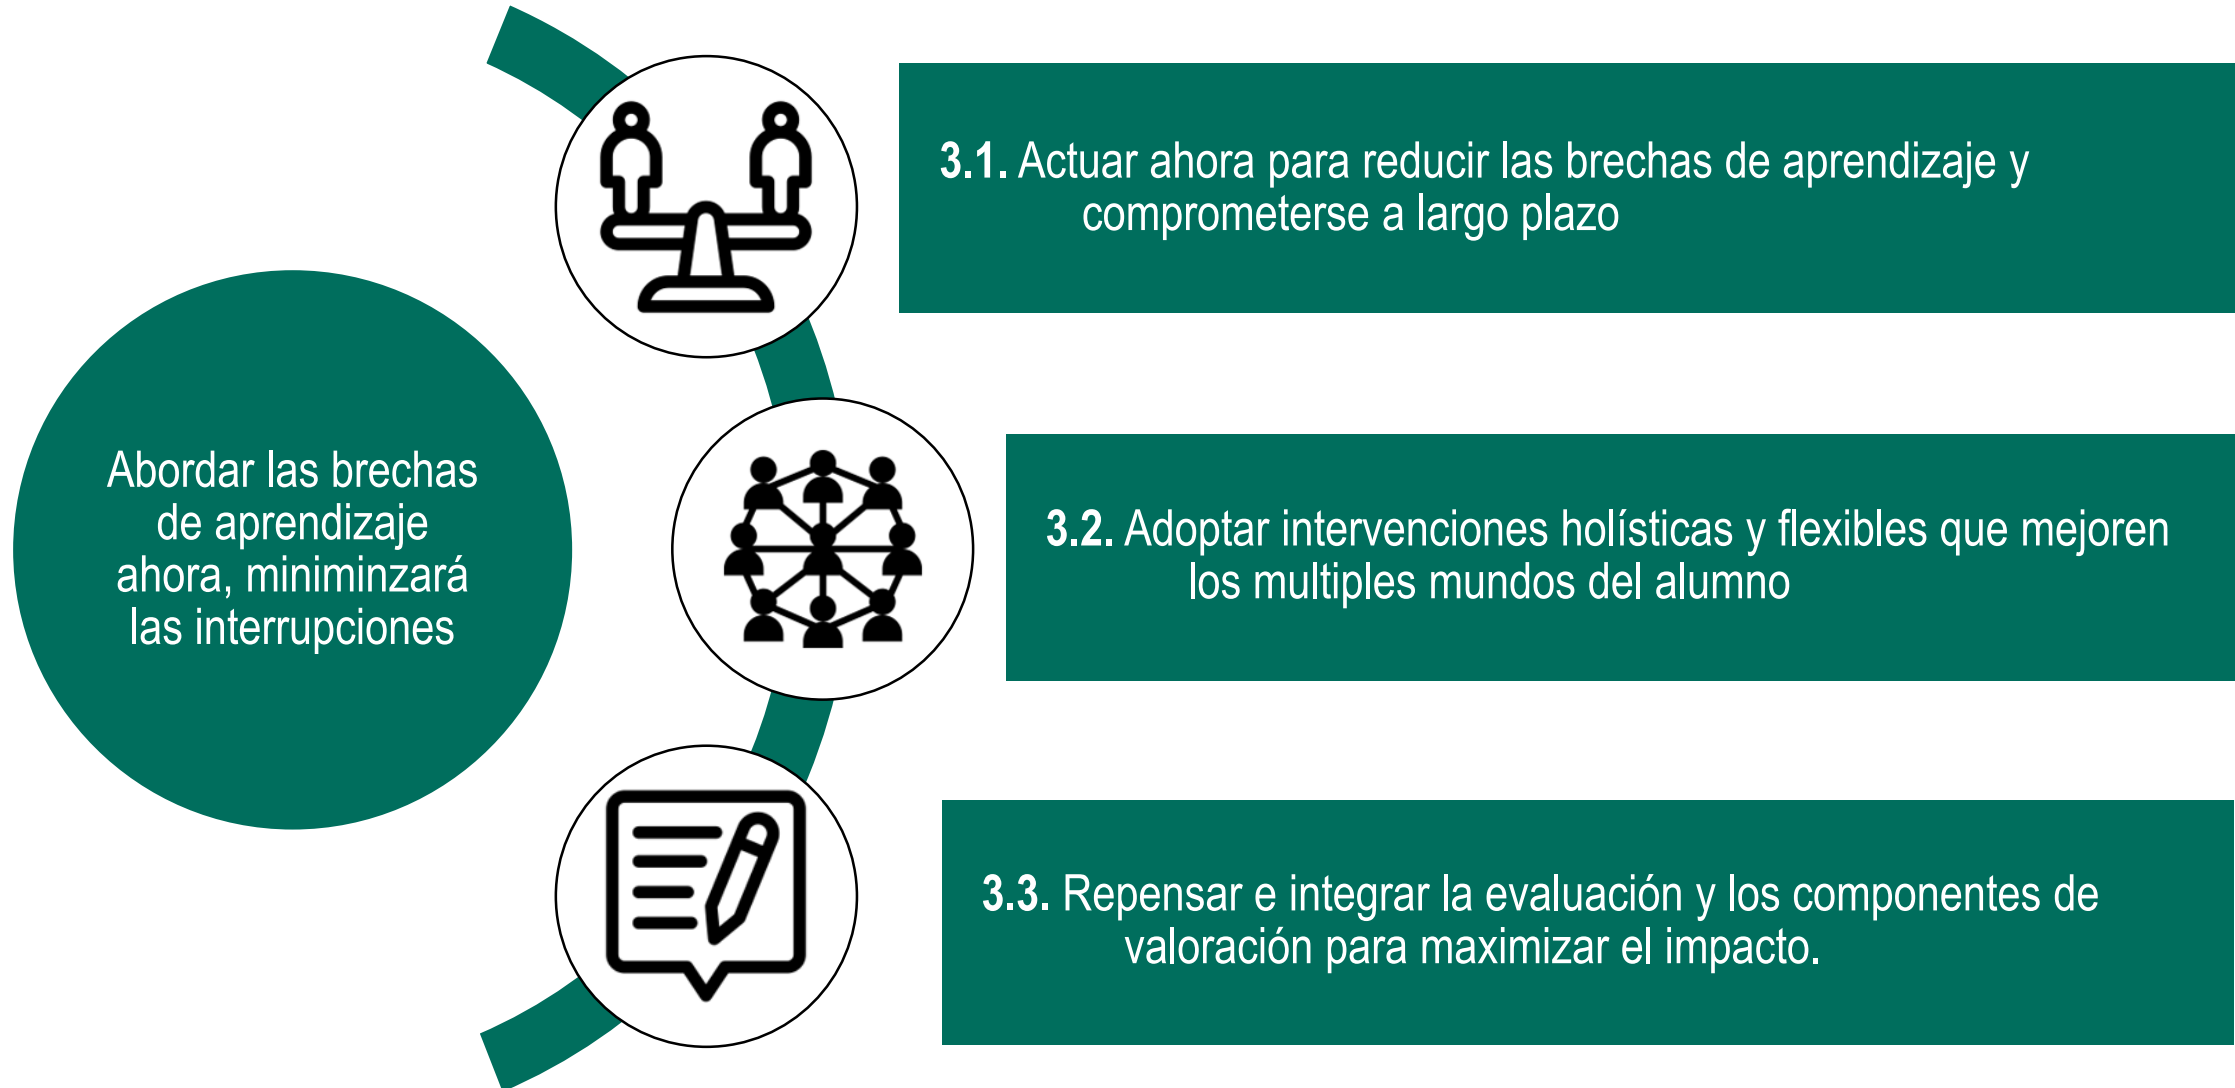 Abordar las brechas
de aprendizaje
ahora, miniminzará
las interrupciones
3.1. Actuar ahora para reducir las brechas de aprendizaje y
comprometerse a largo plazo
3.2. Adoptar intervenciones holísticas y flexibles que mejoren
los multiples mundos del alumno
3.3. Repensar e integrar la evaluación y los componentes de
valoración para maximizar el impacto.